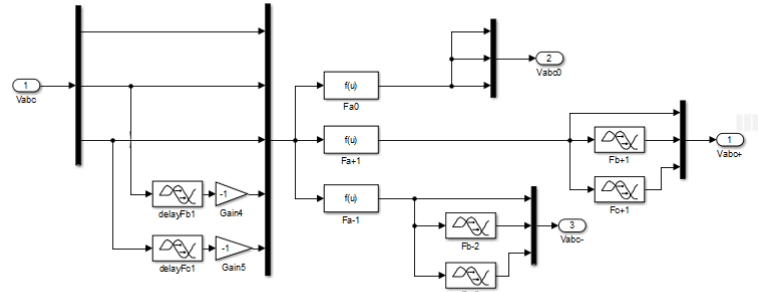 1
Vabc
delayFb1
-1
Gain4
delayFc1
-1
Gain5
f(u)
Fa0
f(u)
Fa+1
f(u)
Fa-1
2
Vabc0
Fb+1
Fc+1
1
Vabc+
Fb-2
3
Vabc-